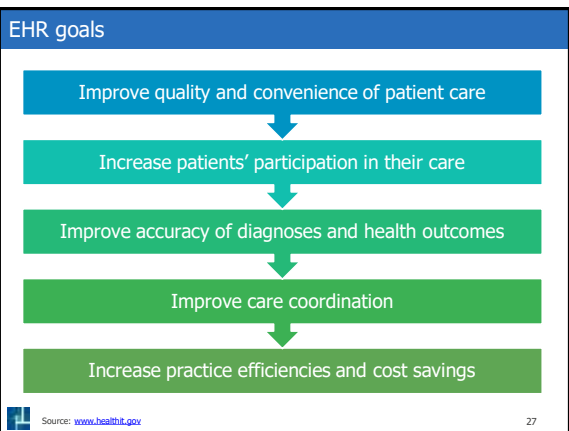 EHR goals
Improve quality and convenience of patient care
Increase patients’ participation in their care
Improve accuracy of diagnoses and health outcomes
Improve care coordination
Increase practice efficiencies and cost savings
Source: www.healthit.gov
27